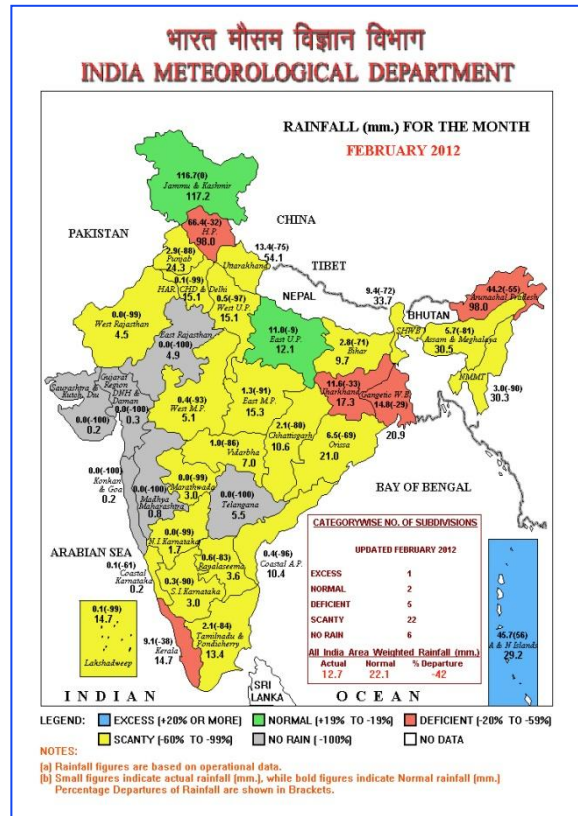 भारत मौसम विज्ञान विभाग
INDIA METEOROLOGICAL DEPARTMENT
RAINFALL (mm.) FOR THE MONTH
FEBRUARY 2012
116.7(0)
Jammu & Kashmir
117.2
66.4(-32)
H.P.
98.0
CHINA
PAKISTAN
2.9(-88)
Punjab
24.3
13.4(-75)
54.1
Uttarakhand
TIBET
0.1(-99)
HAR. CHD & Delhi
15.1
0.5(-97)
West U.P.
15.1
NEPAL
9.4(-72)
33.7
SHWB
BHUTAN
44.2(-55)
Arunachal Pradesh
98.0
0.0(-99)
West Rajasthan
4.5
East Rajasthan
0.0(-100)
4.9
11.0(-9)
East U.P.
12.1
2.8(-71)
Bihar
9.7
5.7(-81)
Assam & Meghalaya
30.5
NMMT
3.0(-90)
30.3
Saurashtra &
Kutch, Diu
0.0(-100)
0.2
Gujarat
Region
DNH &
Daman
0.0(-100)
0.3
0.4(-93)
West M.P.
5.1
1.3(-91)
East M.P.
15.3
11.6(-33)
Jharkhand
17.3
Gangetic W.B.
14.8(-29)
20.9
2.1(-80)
Chhattisgarh
10.6
6.5(-69)
Orissa
21.0
1.0(-86)
Vidarbha
7.0
0.0(-100)
Konkan
& Goa
0.2
0.0(-100)
Madhya
Maharashtra
0.8
0.0(-99)
Marathwada
3.0
0.0(-100)
Telangana
5.5
BAY OF BENGAL
ARABIAN SEA
0.0(-99)
N.I.Karnataka
1.7
0.6(-83)
Rayalaseema
3.6
0.4(-96)
Coastal A.P.
10.4
0.1(-61)
Coastal
Karnataka
0.2
0.3(-90)
S.I.Karnataka
3.0
0.1(-99)
14.7
Lakshadweep
9.1(-38)
Kerala
14.7
2.1(-84)
Tamilnadu &
Pondicherry
13.4
CATEGORYWISE NO. OF SUBDIVISIONS
UPDATED FEBRUARY 2012
EXCESS 1
NORMAL 2
DEFICIENT 5
SCANTY 22
NO RAIN 6
All India Area Weighted Rainfall (mm.)
Actual Normal % Departure
12.7 22.1 -42
45.7(56)
A & N Islands
29.2
SRI
LANKA
INDIAN OCEAN
LEGEND: EXCESS (+20% OR MORE) NORMAL (+19% TO -19%) DEFICIENT (-20% TO -59%)
SCANTY (-60% TO -99%) NO RAIN (-100%) NO DATA
NOTES:
(a) Rainfall figures are based on operational data.
(b) Small figures indicate actual rainfall (mm.), while bold figures indicate Normal rainfall (mm.)
Percentage Departures of Rainfall are shown in Brackets.